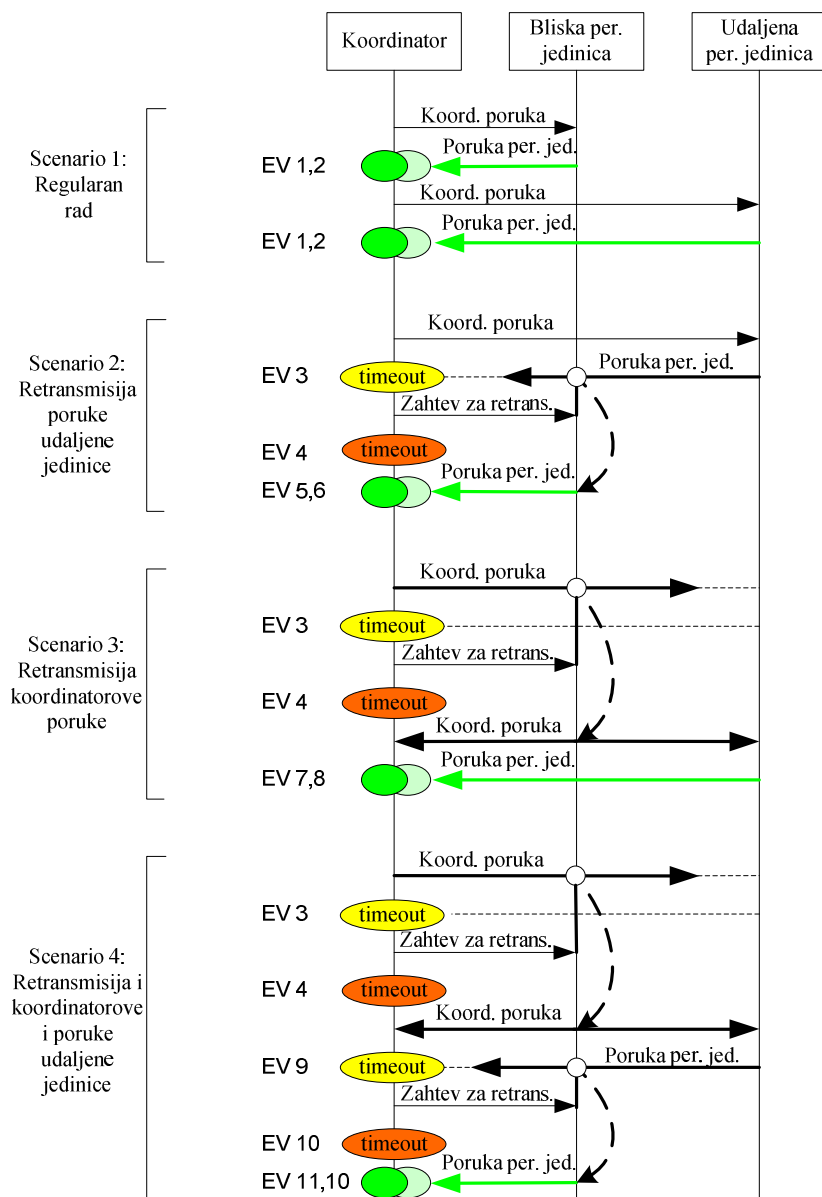 Koordinator
Bliska per.
jedinica
Udaljena
per. jedinica
Scenario 1:
Regularan
rad
Koord. poruka
EV 1,2
Poruka per. jed.
Koord. poruka
EV 1,2
Poruka per. jed.
Scenario 2:
Retransmisija
poruke
udaljene
jedinice
Koord. poruka
EV 3
timeout
Poruka per. jed.
Zahtev za retrans.
EV 4
timeout
EV 5,6
Poruka per. jed.
Scenario 3:
Retransmisija
koordinatorove
poruke
Koord. poruka
EV 3
timeout
Zahtev za retrans.
EV 4
timeout
Koord. poruka
EV 7,8
Poruka per. jed.
Scenario 4:
Retransmisija i
koordinatorove
i poruke
udaljene
jedinice
Koord. poruka
EV 3
timeout
Zahtev za retrans.
EV 4
timeout
Koord. poruka
EV 9
timeout
Poruka per. jed.
Zahtev za retrans.
EV 10
timeout
EV 11,10
Poruka per. jed.